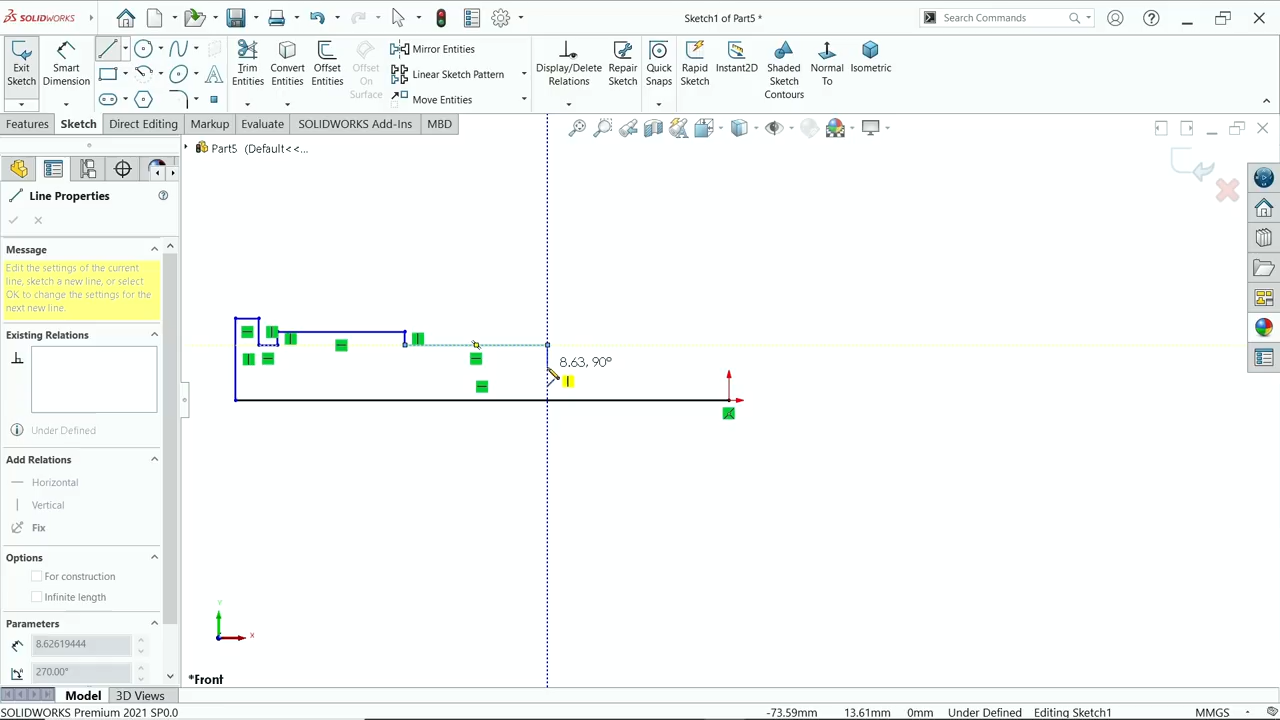 SOLIDWORKS
Sketch1 of Part5 *
Search Commands
Exit Sketch
Smart Dimension
Trim Entities
Convert Entities
Offset Entities
Offset On Surface
Mirror Entities
Linear Sketch Pattern
Move Entities
Display/Delete Relations
Repair Sketch
Quick Snaps
Rapid Sketch
Instant2D
Shaded Sketch Contours
Normal To
Isometric
Features
Sketch
Direct Editing
Markup
Evaluate
SOLIDWORKS Add-Ins
MBD
Part5 (Default<<...
Line Properties
Message
Edit the settings of the current
line, sketch a new line, or select
OK to change the settings for the
next new line.
Existing Relations
Under Defined
Add Relations
Horizontal
Vertical
Fix
Options
For construction
Infinite length
Parameters
8.62619444
270.00°
8.63, 90°
Y
X
*Front
Model
3D Views
SOLIDWORKS Premium 2021 SP0.0
-73.59mm
13.61mm
0mm
Under Defined
Editing Sketch1
MMGS